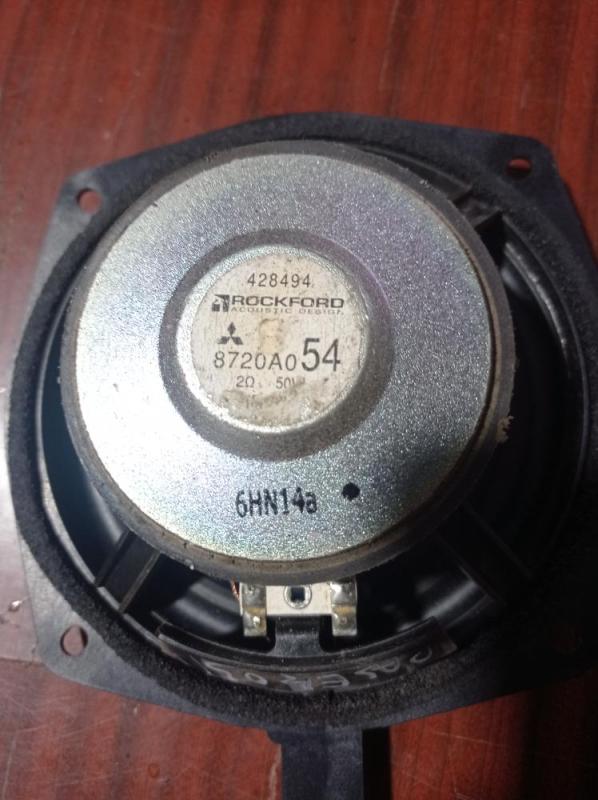 428494
ROCKFORD
ACOUSTIC DESIGN
8720A054
2Ω 50W
6HN14a